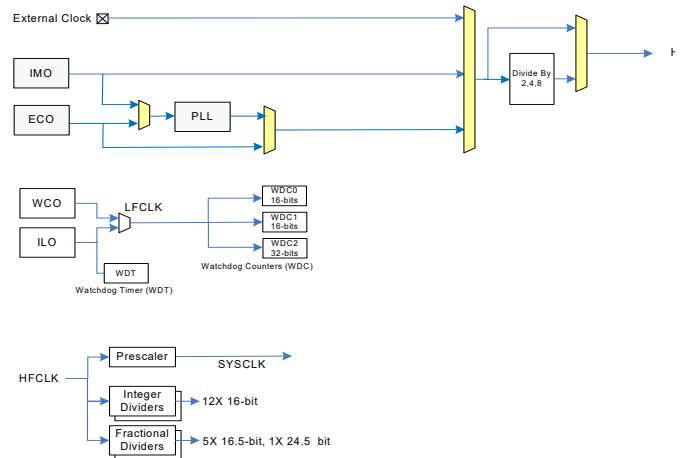 External Clock
H
IMO
Divide By
2,4,8
ECO
PLL
WCO
LFCLK
WDC0
16-bits
WDC1
16-bits
ILO
WDC2
32-bits
WDT
Watchdog Counters (WDC)
Watchdog Timer (WDT)
Prescaler
SYSCLK
HFCLK
Integer
Dividers
12X 16-bit
Fractional
Dividers
5X 16.5-bit, 1X 24.5 bit